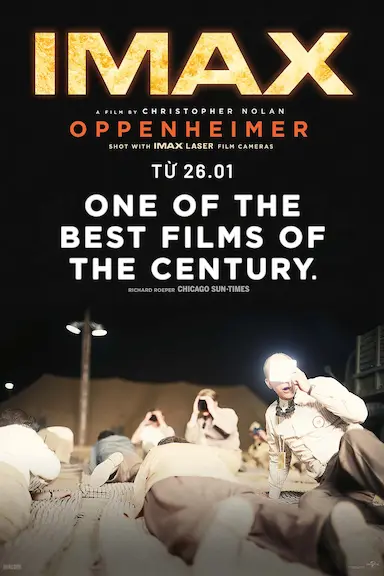 IMAX
A FILM BY CHRISTOPHER NOLAN
OPPENHEIMER
SHOT WITH IMAX LASER FILM CAMERAS
TỪ 26.01
ONE OF THE
BEST FILMS OF
THE CENTURY.
RICHARD ROEPER CHICAGO SUN-TIMES